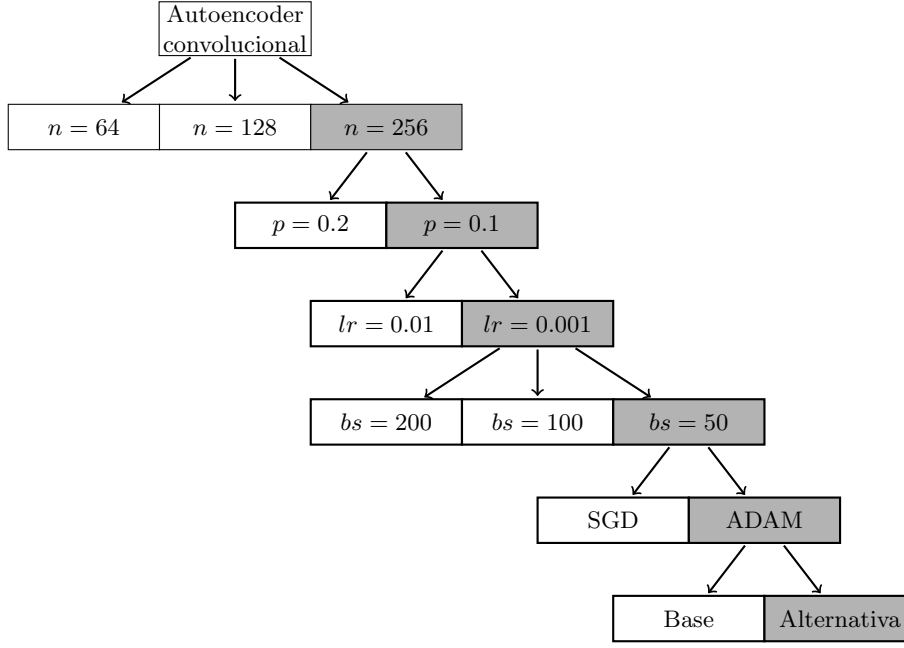 Autoencoder
convolucional
n = 64 n = 128 n = 256
p = 0.2 p = 0.1
lr = 0.01 lr = 0.001
bs = 200 bs = 100 bs = 50
SGD ADAM
Base Alternativa